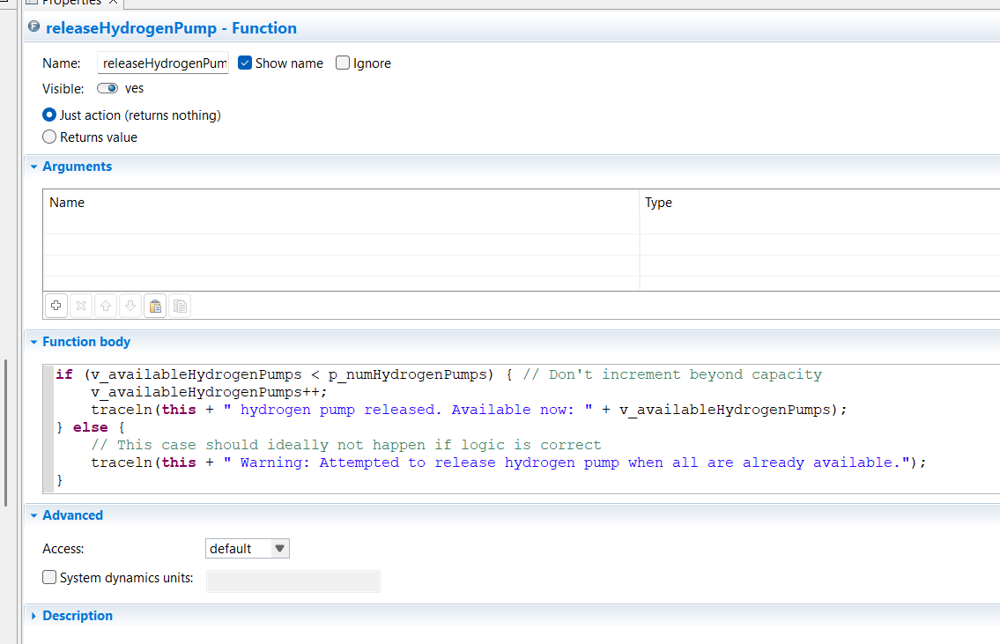 Properties
releaseHydrogenPump - Function
Name: releaseHydrogenPum Show name Ignore
Visible: yes
Just action (returns nothing)
Returns value
Arguments
Name Type
Function body
if (v_availableHydrogenPumps < p_numHydrogenPumps) { // Don't increment beyond capacity
    v_availableHydrogenPumps++;
    traceln(this + " hydrogen pump released. Available now: " + v_availableHydrogenPumps);
} else {
    // This case should ideally not happen if logic is correct
    traceln(this + " Warning: Attempted to release hydrogen pump when all are already available.");
}
Advanced
Access: default
System dynamics units:
Description